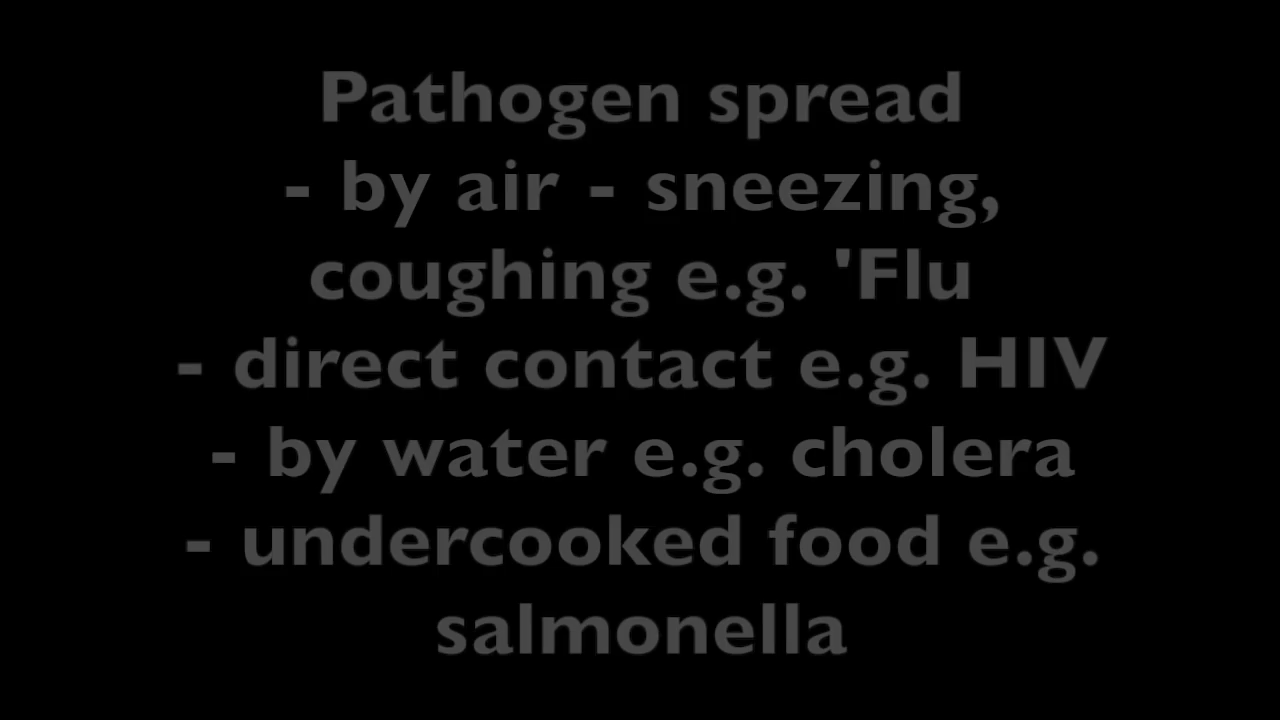 Pathogen spread
- by air - sneezing,
coughing e.g. 'Flu
- direct contact e.g. HIV
- by water e.g. cholera
- undercooked food e.g.
salmonella